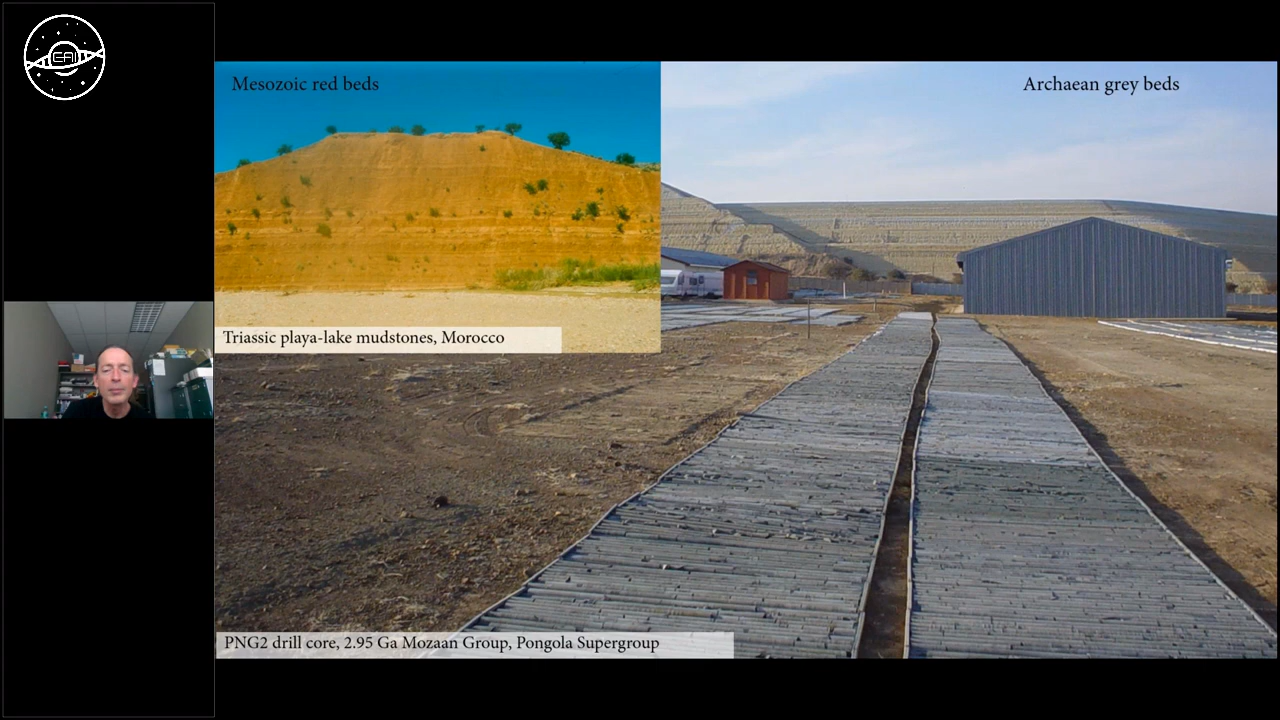 EAI
Mesozoic red beds
Archaean grey beds
Triassic playa-lake mudstones, Morocco
PNG2 drill core, 2.95 Ga Mozaan Group, Pongola Supergroup